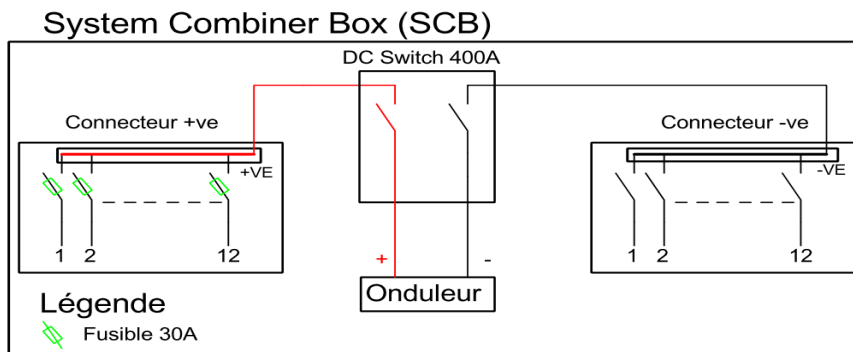 System Combiner Box (SCB)
DC Switch 400A
Connecteur +ve
Connecteur -ve
+VE
-VE
1 2 12
1 2 12
+ -
Onduleur
Légende
Fusible 30A